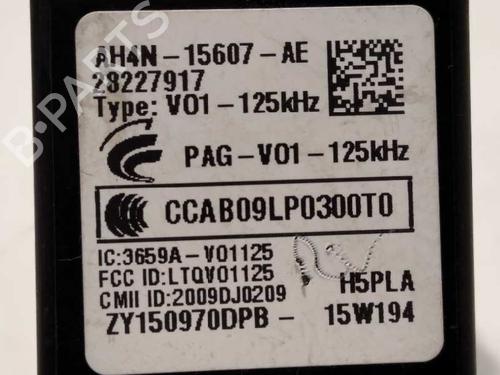 AH4N-15607-AE
28227917
Type: V01-125kHz
PAG-V01-125kHz
CCAB09LP0300T0
IC:3659A-V01125
FCC ID:LTQV01125
CMII ID:2009DJ0209
H5PLA
ZY150970DPB- 15W194
B-PARTS